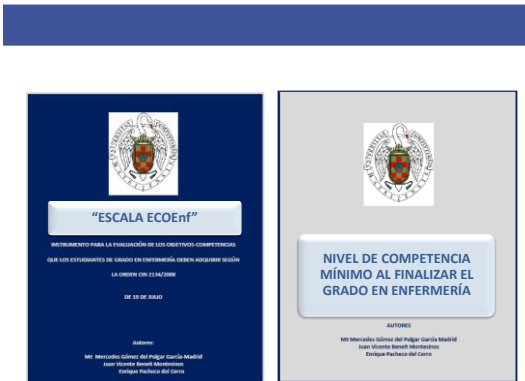 “ESCALA ECOEnf”
INSTRUMENTO PARA LA EVALUACIÓN DE LOS OBJETIVOS-COMPETENCIAS
QUE LOS ESTUDIANTES DE GRADO EN ENFERMERÍA DEBEN ADQUIRIR SEGÚN
LA ORDEN CIN 2134/2008
DE 19 DE JULIO
Autores:
Mª Mercedes Gómez del Pulgar García-Madrid
Juan Vicente Beneit Montesinos
Enrique Pacheco del Cerro
NIVEL DE COMPETENCIA
MÍNIMO AL FINALIZAR EL
GRADO EN ENFERMERÍA
AUTORES
Mª Mercedes Gómez del Pulgar García Madrid
Juan Vicente Beneit Montesinos
Enrique Pacheco del Cerro